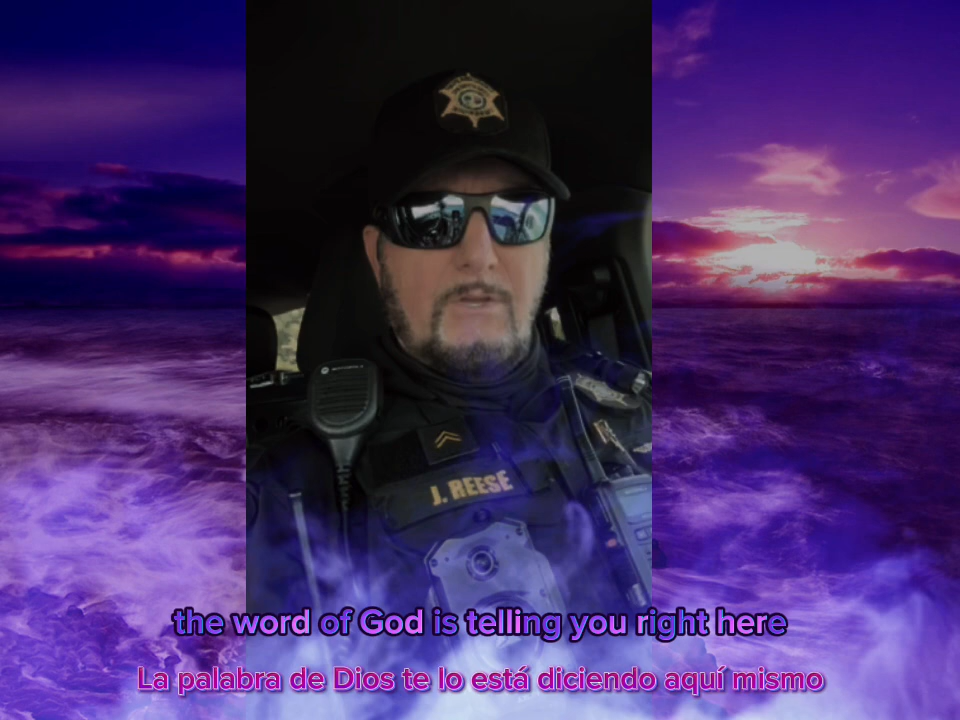 MOTOROLA
J. REESE
the word of God is telling you right here
La palabra de Dios te lo está diciendo aquí mismo